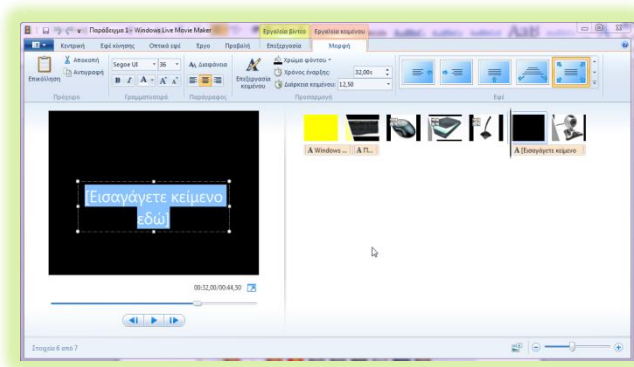 Παράδειγμα 1 - Windows Live Movie Maker
Εργαλεία βίντεο
Εργαλεία κειμένου
Κεντρική Εφέ κίνησης Οπτικά εφέ Έργο Προβολή Επεξεργασία Μορφή
Επικόλληση
Αποκοπή
Αντιγραφή
Πρόχειρο
Segoe UI 36
B I A A A
Γραμματοσειρά
Διαφάνεια
Παράγραφος
Επεξεργασία κειμένου
Χρώμα φόντου
Χρόνος έναρξης: 32,00s
Διάρκεια κειμένου: 12,50
Προσαρμογή
Εφέ
[Εισαγάγετε κείμενο
εδώ]
A Windows ... A Π... A [Εισαγάγετε κείμενο
00:32,00/00:44,50
Στοιχείο 6 από 7